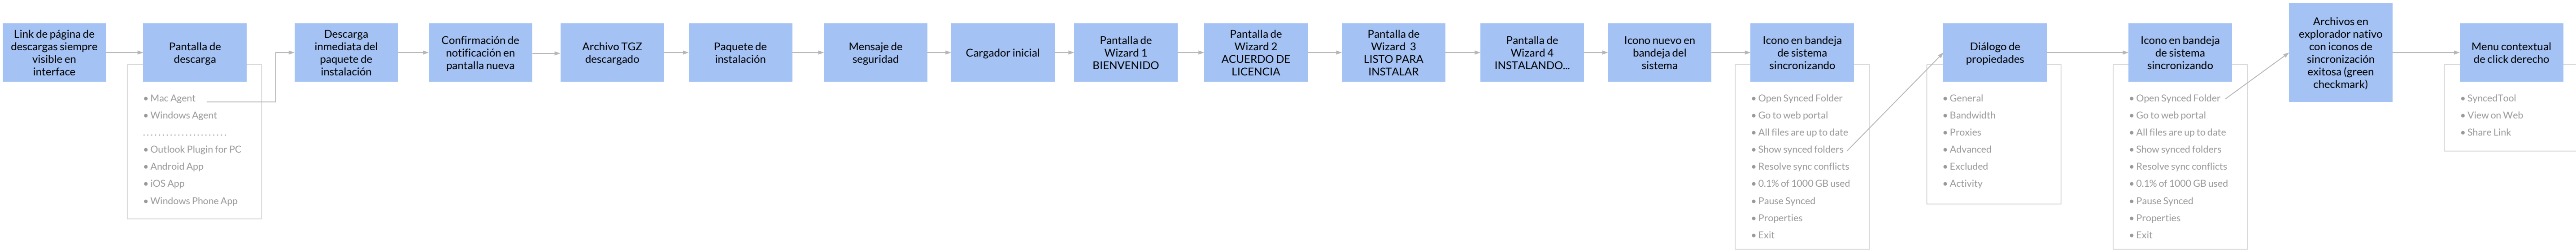 Link de página de
descargas siempre
visible en
interface
Pantalla de
descarga
• Mac Agent
• Windows Agent
......................
• Outlook Plugin for PC
• Android App
• iOS App
• Windows Phone App
Descarga
inmediata del
paquete de
instalación
Confirmación de
notificación en
pantalla nueva
Archivo TGZ
descargado
Paquete de
instalación
Mensaje de
seguridad
Cargador inicial
Pantalla de
Wizard 1
BIENVENIDO
Pantalla de
Wizard 2
ACUERDO DE
LICENCIA
Pantalla de
Wizard 3
LISTO PARA
INSTALAR
Pantalla de
Wizard 4
INSTALANDO...
Icono nuevo en
bandeja del
sistema
Icono en bandeja
de sistema
sincronizando
• Open Synced Folder
• Go to web portal
• All files are up to date
• Show synced folders
• Resolve sync conflicts
• 0.1% of 1000 GB used
• Pause Synced
• Properties
• Exit
Diálogo de
propiedades
• General
• Bandwidth
• Proxies
• Advanced
• Excluded
• Activity
Icono en bandeja
de sistema
sincronizando
• Open Synced Folder
• Go to web portal
• All files are up to date
• Show synced folders
• Resolve sync conflicts
• 0.1% of 1000 GB used
• Pause Synced
• Properties
• Exit
Archivos en
explorador nativo
con iconos de
sincronización
exitosa (green
checkmark)
Menu contextual
de click derecho
• SyncedTool
• View on Web
• Share Link